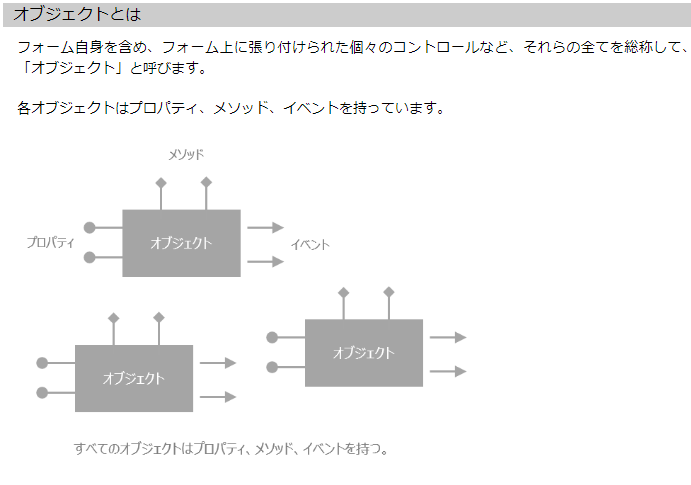 オブジェクトとは
フォーム自身を含め、フォーム上に張り付けられた個々のコントロールなど、それらの全てを総称して、
「オブジェクト」と呼びます。
各オブジェクトはプロパティ、メソッド、イベントを持っています。
メソッド
プロパティ
オブジェクト
イベント
オブジェクト
オブジェクト
すべてのオブジェクトはプロパティ、メソッド、イベントを持つ。